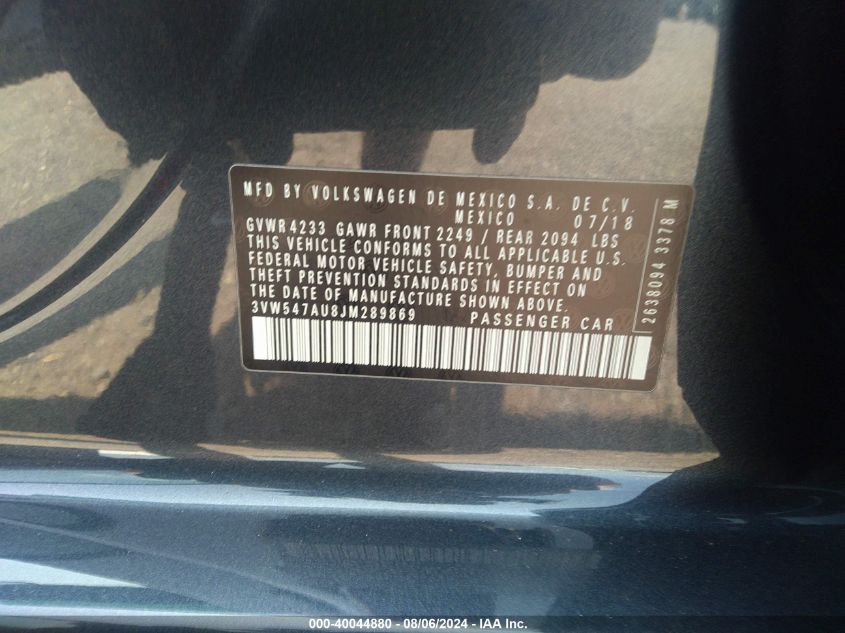 MFD BY VOLKSWAGEN DE MEXICO S.A. DE C.V.
MEXICO 07/18
GVWR 4233 GAWR FRONT 2249 / REAR 2094 LBS
THIS VEHICLE CONFORMS TO ALL APPLICABLE U.S.
FEDERAL MOTOR VEHICLE SAFETY, BUMPER AND
THEFT PREVENTION STANDARDS IN EFFECT ON
THE DATE OF MANUFACTURE SHOWN ABOVE.
3VW547AU8JM289869 PASSENGER CAR
2638094 3378 M
000-40044880 - 08/06/2024 - IAA Inc.